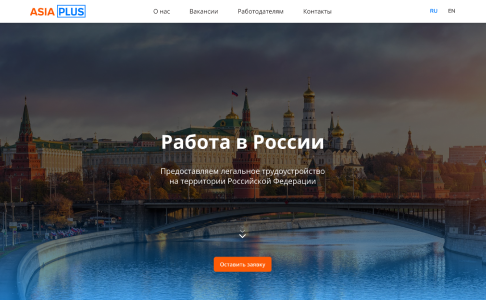 ASIA PLUS
О нас
Вакансии
Работодателям
Контакты
RU
EN
Работа в России
Предоставляем легальное трудоустройство
на территории Российской Федерации
Оставить заявку